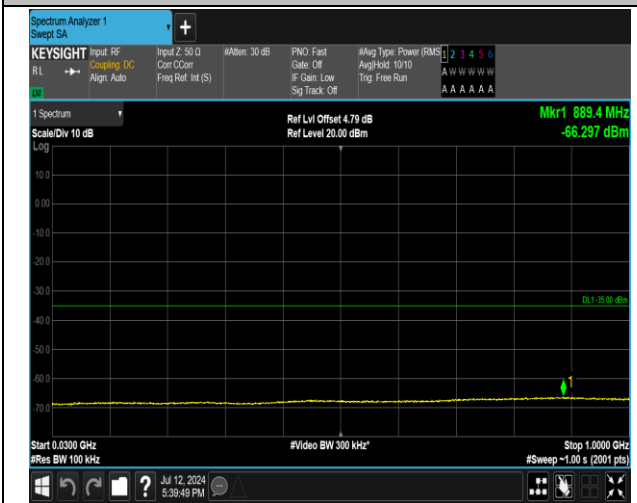 Spectrum Analyzer 1
Swept SA
+
KEYSIGHT
RL
Input: RF
Coupling: DC
Align: Auto
Input Z: 50 Ω
Corr CCorr
Freq Ref: Int (S)
#Atten: 30 dB
PNO: Fast
Gate: Off
IF Gain: Low
Sig Track: Off
#Avg Type: Power (RMS
Avg|Hold: 10/10
Trig: Free Run
1 2 3 4 5 6
A W W W W W
A A A A A A
1 Spectrum
Scale/Div 10 dB
Log
Ref Lvl Offset 4.79 dB
Ref Level 20.00 dBm
Mkr1 889.4 MHz
-66.297 dBm
10.0
0.00
-10.0
-20.0
-30.0
DL1 -35.00 dBm
-40.0
-50.0
-60.0
1
-70.0
Start 0.0300 GHz
#Res BW 100 kHz
#Video BW 300 kHz*
Stop 1.0000 GHz
#Sweep ~1.00 s (2001 pts)
?
Jul 12, 2024
5:39:49 PM